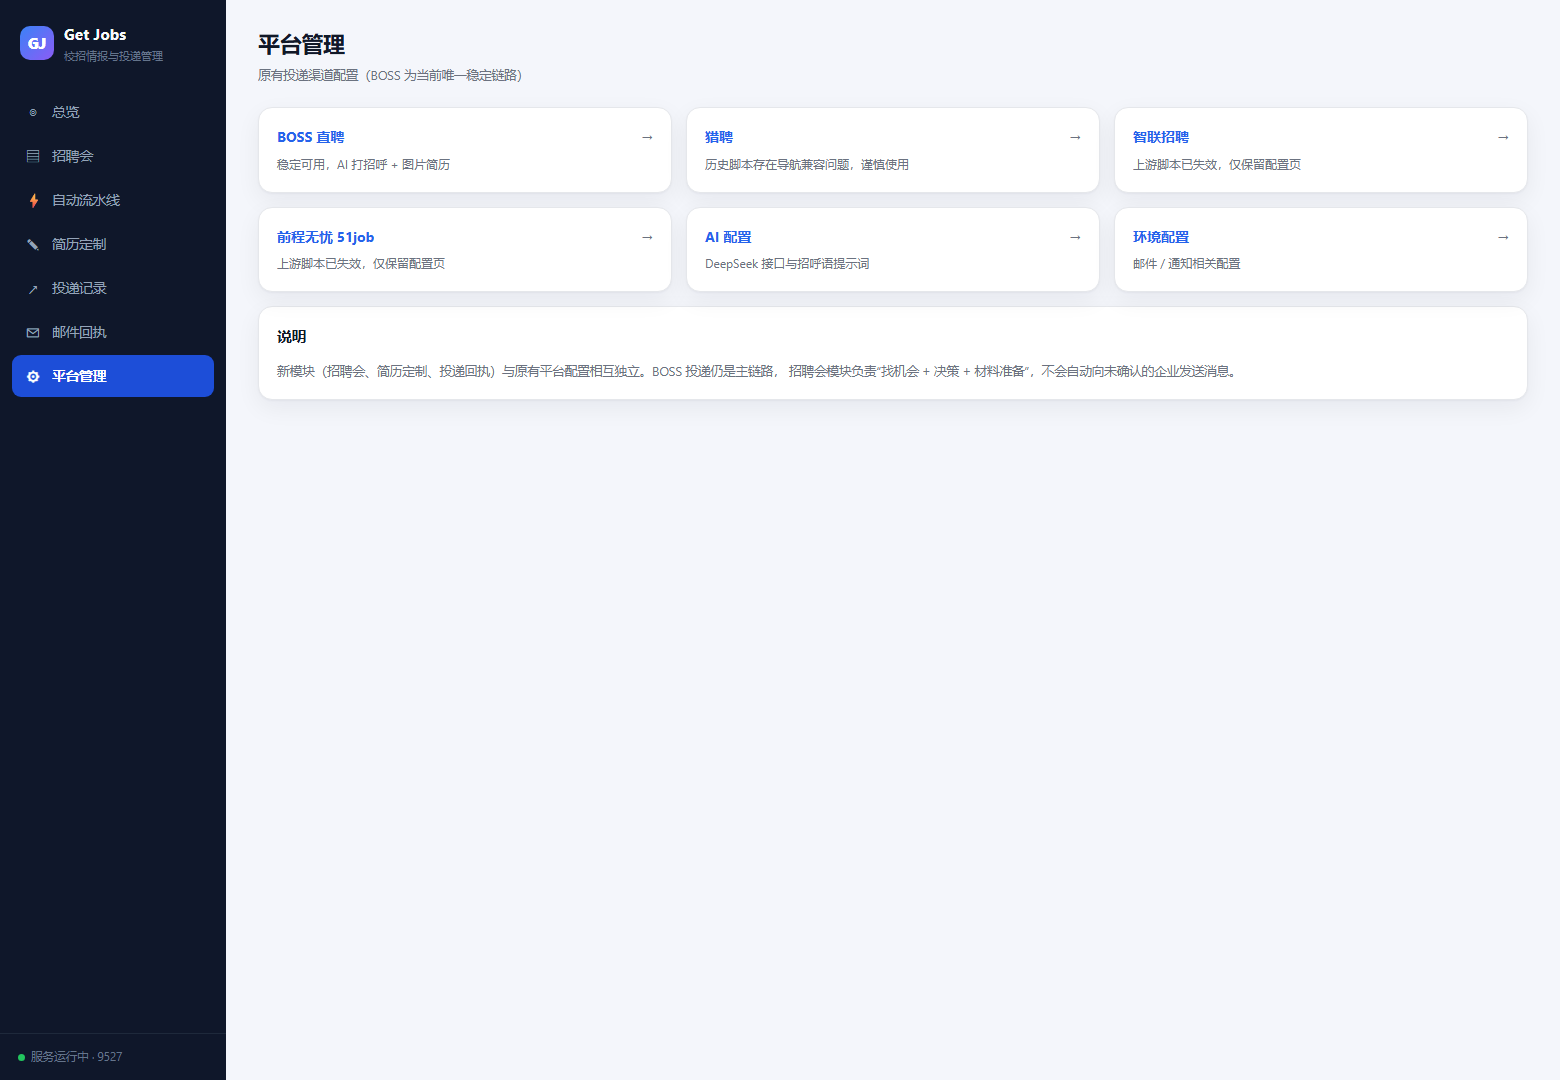 GJ
Get Jobs
校招情报与投递管理
总览
招聘会
自动流水线
简历定制
投递记录
邮件回执
平台管理
服务运行中 · 9527
平台管理
原有投递渠道配置（BOSS 为当前唯一稳定链路）
BOSS 直聘 →
稳定可用，AI 打招呼 + 图片简历
猎聘 →
历史脚本存在导航兼容问题，谨慎使用
智联招聘 →
上游脚本已失效，仅保留配置页
前程无忧 51job →
上游脚本已失效，仅保留配置页
AI 配置 →
DeepSeek 接口与招呼语提示词
环境配置 →
邮件 / 通知相关配置
说明
新模块（招聘会、简历定制、投递回执）与原有平台配置相互独立。BOSS 投递仍是主链路， 招聘会模块负责“找机会 + 决策 + 材料准备”，不会自动向未确认的企业发送消息。